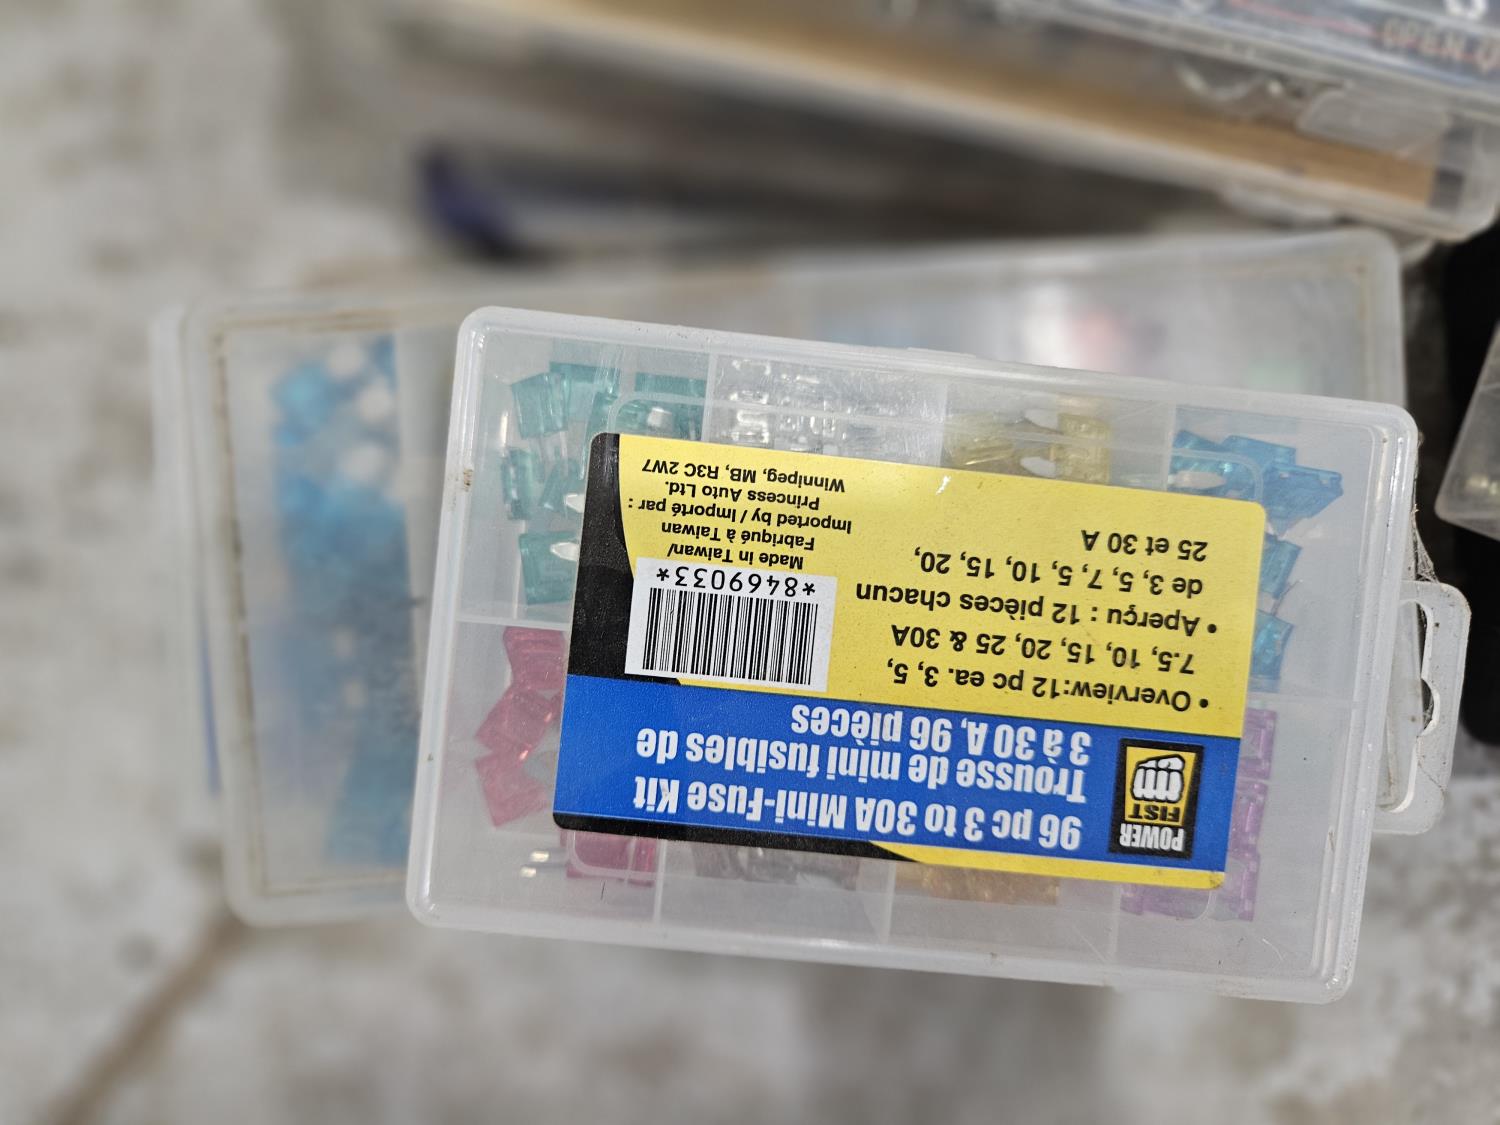 POWER
FIST
96 pc 3 to 30A Mini-Fuse Kit
Trousse de mini fusibles de
3 à 30 A, 96 pièces
• Overview:12 pc ea. 3, 5,
7.5, 10, 15, 20, 25 & 30A
• Aperçu : 12 pièces chacun
de 3, 5, 7, 5, 10, 15, 20,
25 et 30 A
*8469033*
Made in Taiwan/
Fabriqué à Taiwan
Imported by / Importé par :
Princess Auto Ltd.
Winnipeg, MB, R3C 2W7
OPEN